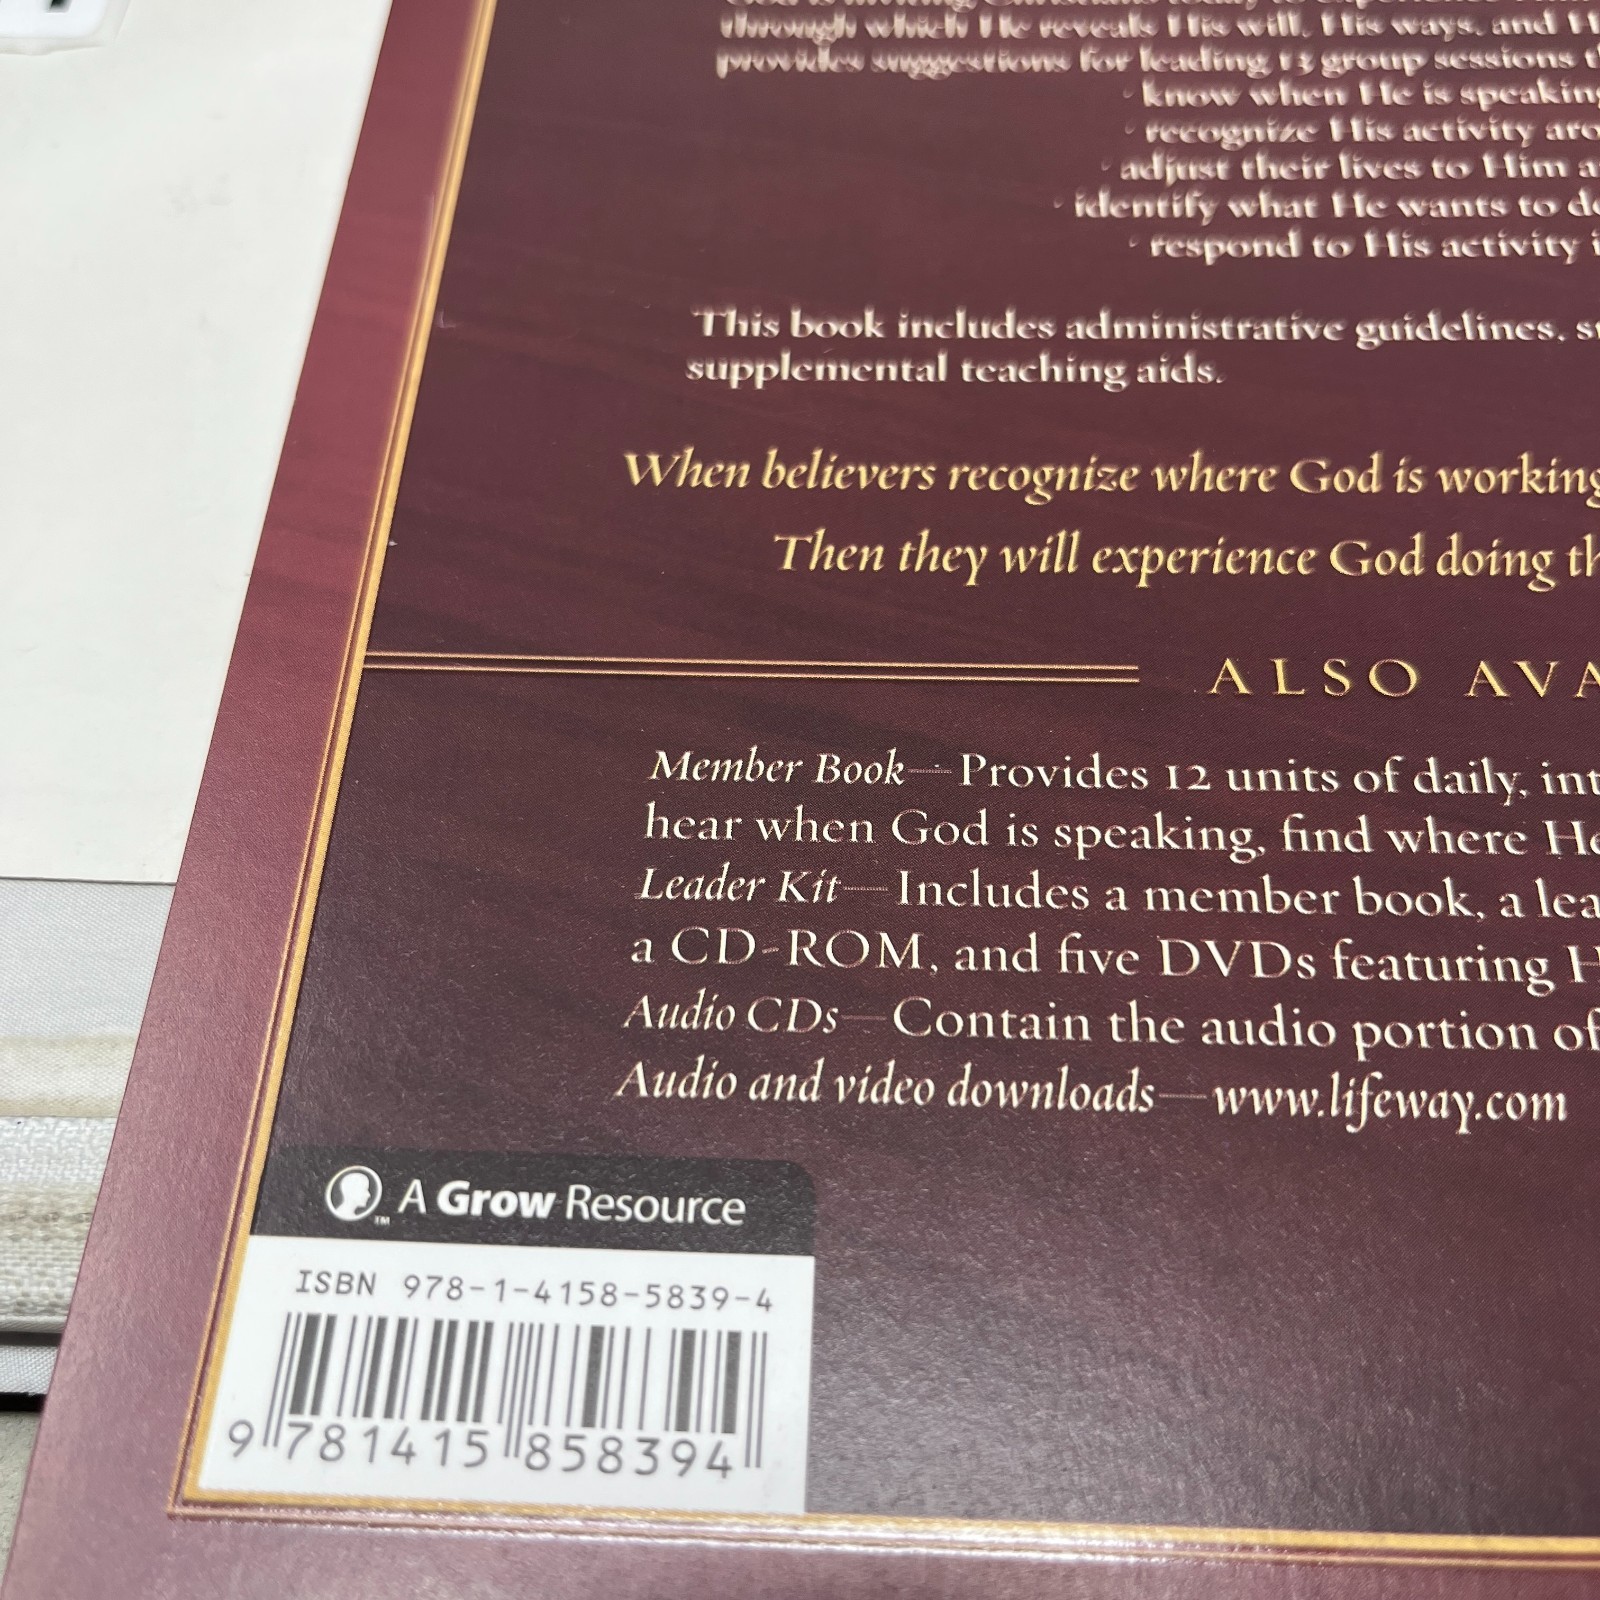 through which He reveals His will, His ways, and
provides suggestions for leading 13 group sessions
· know when He is speaking
· recognize His activity
· adjust their lives to Him
· identify what He wants to
· respond to His activity
This book includes administrative guidelines,
supplemental teaching aids.
When believers recognize where God is working
Then they will experience God doing
ALSO AVA
Member Book—Provides 12 units of daily, int
hear when God is speaking, find where He
Leader Kit—Includes a member book, a lea
a CD-ROM, and five DVDs featuring H
Audio CDs—Contain the audio portion of
Audio and video downloads—www.lifeway.com
A Grow Resource
ISBN 978-1-4158-5839-4
9 781415 858394